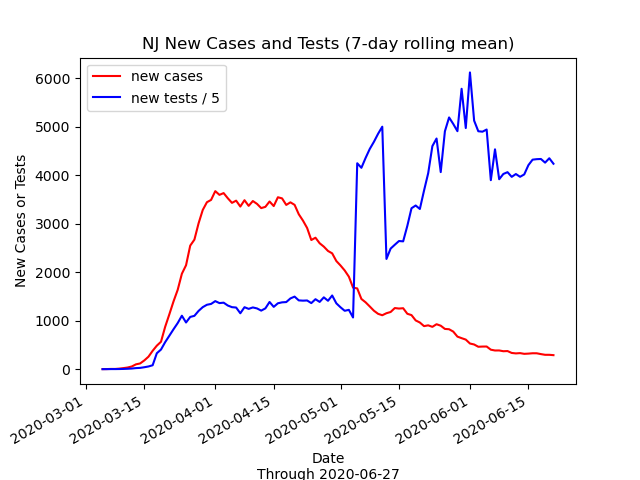 NJ New Cases and Tests (7-day rolling mean)
new cases
new tests / 5
New Cases or Tests
6000
5000
4000
3000
2000
1000
0
2020-03-01
2020-03-15
2020-04-01
2020-04-15
2020-05-01
2020-05-15
2020-06-01
2020-06-15
Date
Through 2020-06-27